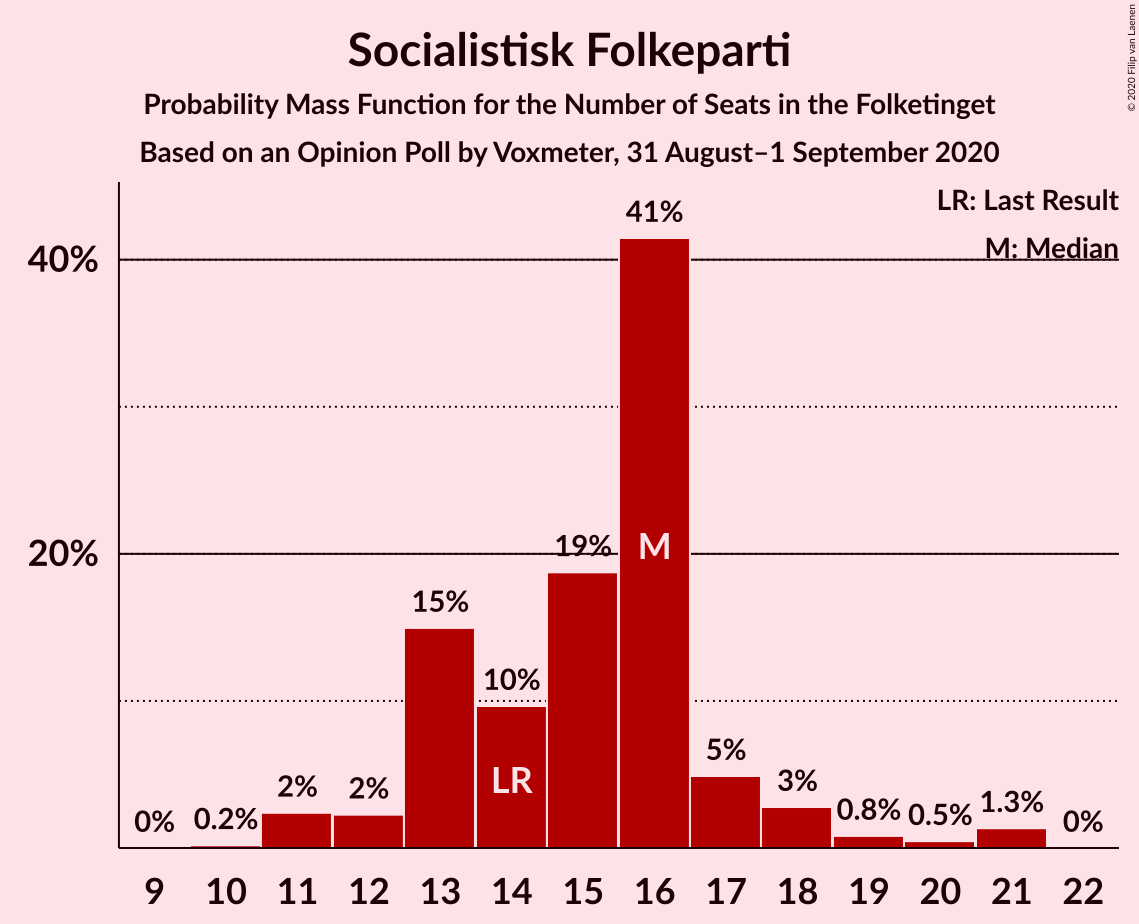 Socialistisk Folkeparti
Probability Mass Function for the Number of Seats in the Folketinget
Based on an Opinion Poll by Voxmeter, 31 August–1 September 2020
© 2020 Filip van Laenen
LR: Last Result
M: Median
40%
20%
0%
0.2%
2%
2%
15%
10%
19%
41%
5%
3%
0.8%
0.5%
1.3%
0%
LR
M
9 10 11 12 13 14 15 16 17 18 19 20 21 22